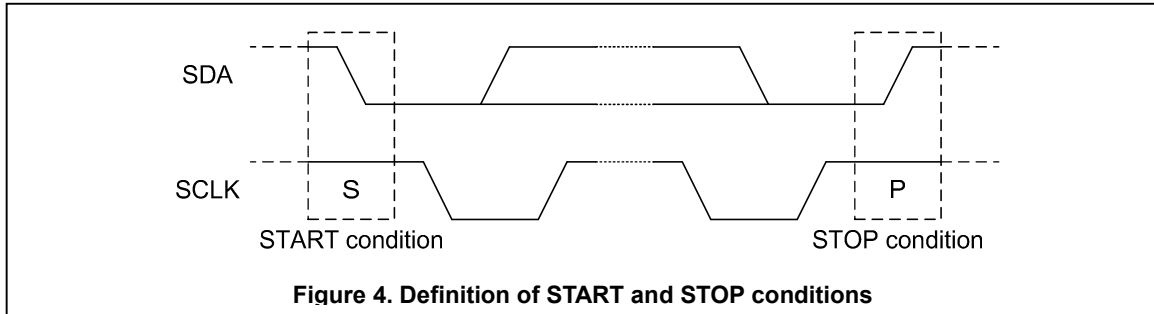 SDA
SCLK
S
P
START condition
STOP condition
Figure 4. Definition of START and STOP conditions